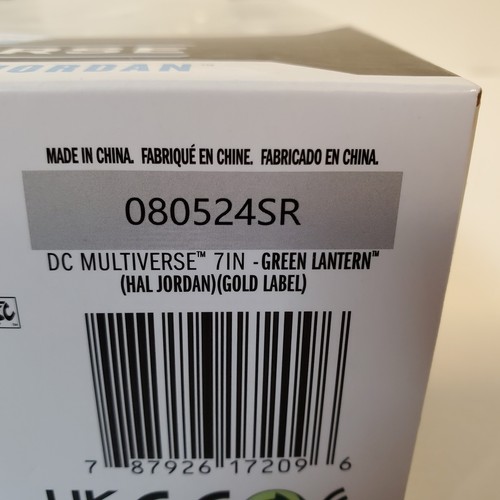 JORDAN™
MADE IN CHINA. FABRIQUÉ EN CHINE. FABRICADO EN CHINA.
080524SR
DC MULTIVERSE™ 7IN - GREEN LANTERN™
(HAL JORDAN)(GOLD LABEL)
7 87926 17209 6